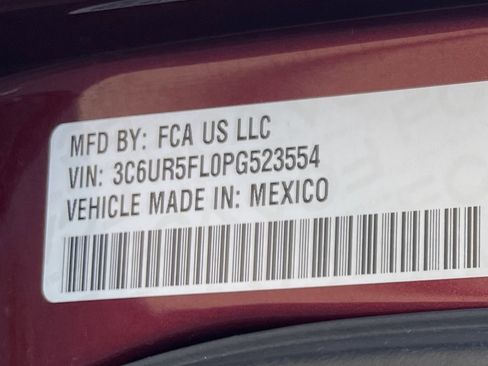 MFD BY: FCA US LLC
VIN: 3C6UR5FL0PG523554
VEHICLE MADE IN: MEXICO